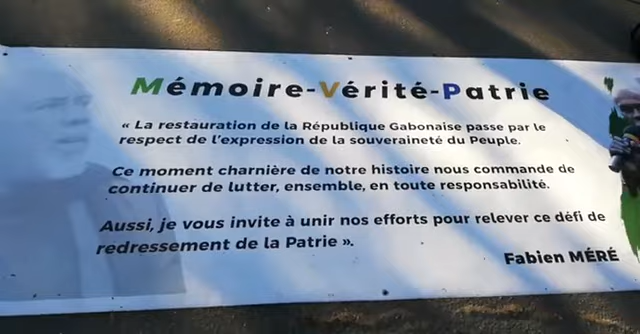 Mémoire-Vérité-Patrie
« La restauration de la République Gabonaise passe par le
respect de l'expression de la souveraineté du Peuple.
Ce moment charnière de notre histoire nous commande de
continuer de lutter, ensemble, en toute responsabilité.
Aussi, je vous invite à unir nos efforts pour relever ce défi de
redressement de la Patrie ».
Fabien MÉRÉ